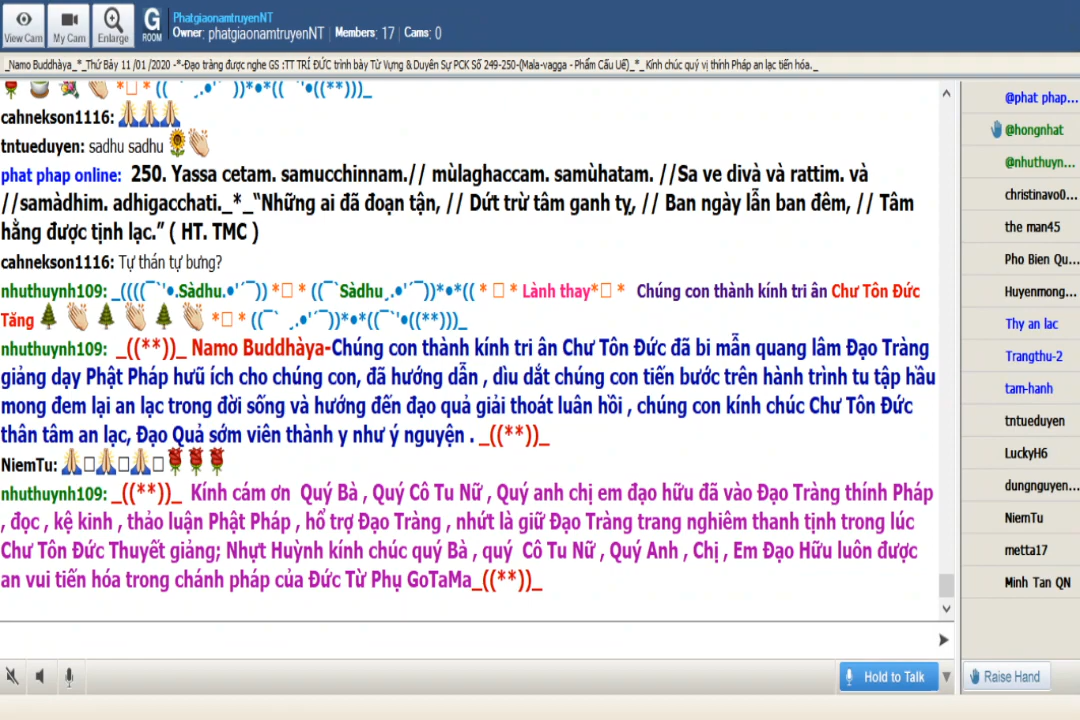 PhatgiaonamtruyenNT
Owner: phatgiaonamtruyenNT | Members: 17 | Cams: 0
View Cam My Cam Enlarge G ROOM
_Namo Buddhàya_*_Thứ Bảy 11 /01 /2020 -*-Đạo tràng được nghe GS :TT TRÍ ĐỨC trình bày Từ Vựng & Duyên Sự PCK Số 249-250-(Mala-vagga - Phẩm Cấu Uế)_*_ Kính chúc quý vị thính Pháp an lạc tiến hóa._
cahnekson1116: 🙏🙏🙏
tntueduyen: sadhu sadhu 🌻👏
phat phap online: 250. Yassa cetam. samucchinnam.// mùlaghaccam. samùhatam. //Sa ve divà và rattim. và
//samàdhim. adhigacchati._*_“Những ai đã đoạn tận, // Dứt trừ tâm ganh tỵ, // Ban ngày lẫn ban đêm, // Tâm
hằng được tịnh lạc.” ( HT. TMC )
cahnekson1116: Tự thán tự bưng?
nhuthuynh109: _((((¯`'•.Sàdhu.•'´¯)) *□ * ((¯`Sàdhu¸.•'´¯))*•*(( * □ * Lành thay*□ * Chúng con thành kính tri ân Chư Tôn Đức
Tăng 🌲 👏 🌲 👏 🌲 👏 *□ * ((¯` ¸.•'´¯))*•*((¯`'•((**)))_
nhuthuynh109: _((**))_ Namo Buddhàya-Chúng con thành kính tri ân Chư Tôn Đức đã bi mẫn quang lâm Đạo Tràng
giảng dạy Phật Pháp hữu ích cho chúng con, đã hướng dẫn , dìu dắt chúng con tiến bước trên hành trình tu tập hầu
mong đem lại an lạc trong đời sống và hướng đến đạo quả giải thoát luân hồi , chúng con kính chúc Chư Tôn Đức
thân tâm an lạc, Đạo Quả sớm viên thành y như ý nguyện . _((**))_
NiemTu: 🙏□🙏□🙏□🌹🌹🌹
nhuthuynh109: _((**))_ Kính cám ơn Quý Bà , Quý Cô Tu Nữ , Quý anh chị em đạo hữu đã vào Đạo Tràng thính Pháp
, đọc , kệ kinh , thảo luận Phật Pháp , hổ trợ Đạo Tràng , nhứt là giữ Đạo Tràng trang nghiêm thanh tịnh trong lúc
Chư Tôn Đức Thuyết giảng; Nhựt Huỳnh kính chúc quý Bà , quý Cô Tu Nữ , Quý Anh , Chị , Em Đạo Hữu luôn được
an vui tiến hóa trong chánh pháp của Đức Từ Phụ GoTaMa_((**))_
@phat phap...
@hongnhat
@nhuthuyn...
christinavo0...
the man45
Pho Bien Qu...
Huyenmong...
Thy an lac
Trangthu-2
tam-hanh
tntueduyen
LuckyH6
dungnguyen...
NiemTu
metta17
Minh Tan QN
Hold to Talk
Raise Hand